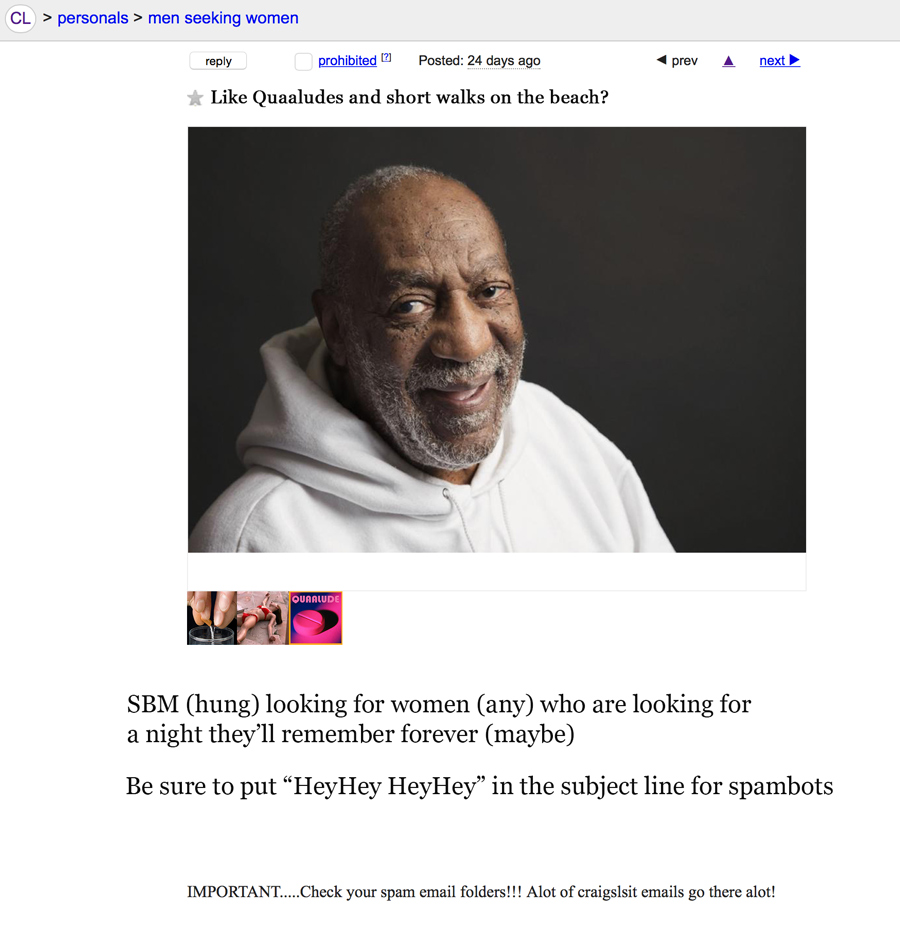 CL > personals > men seeking women
reply prohibited [?] Posted: 24 days ago ◀ prev ▲ next ▶
Like Quaaludes and short walks on the beach?
QUAALUDE
SBM (hung) looking for women (any) who are looking for
a night they’ll remember forever (maybe)
Be sure to put “HeyHey HeyHey” in the subject line for spambots
IMPORTANT.....Check your spam email folders!!! Alot of craigslsit emails go there alot!